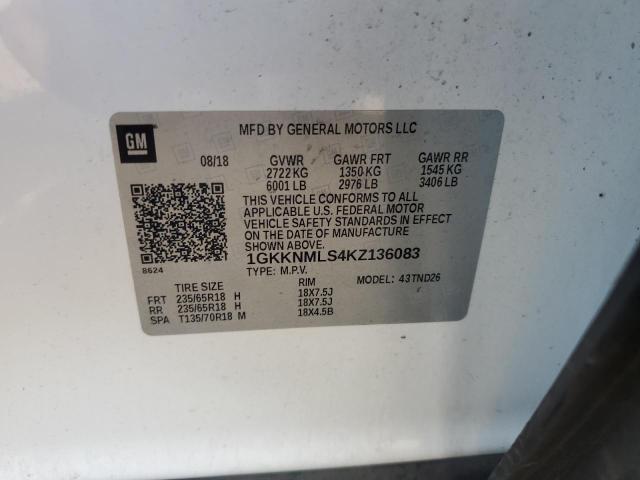 GM
MFD BY GENERAL MOTORS LLC
08/18 GVWR GAWR FRT GAWR RR
2722 KG 1350 KG 1545 KG
6001 LB 2976 LB 3406 LB
THIS VEHICLE CONFORMS TO ALL
APPLICABLE U.S. FEDERAL MOTOR
VEHICLE SAFETY STANDARDS IN EFFECT
ON THE DATE OF MANUFACTURE
1GKKNMLS4KZ136083
8624
TYPE: M.P.V. MODEL: 43TND26
TIRE SIZE RIM
FRT 235/65R18 H 18X7.5J
RR 235/65R18 H 18X7.5J
SPA T135/70R18 M 18X4.5B